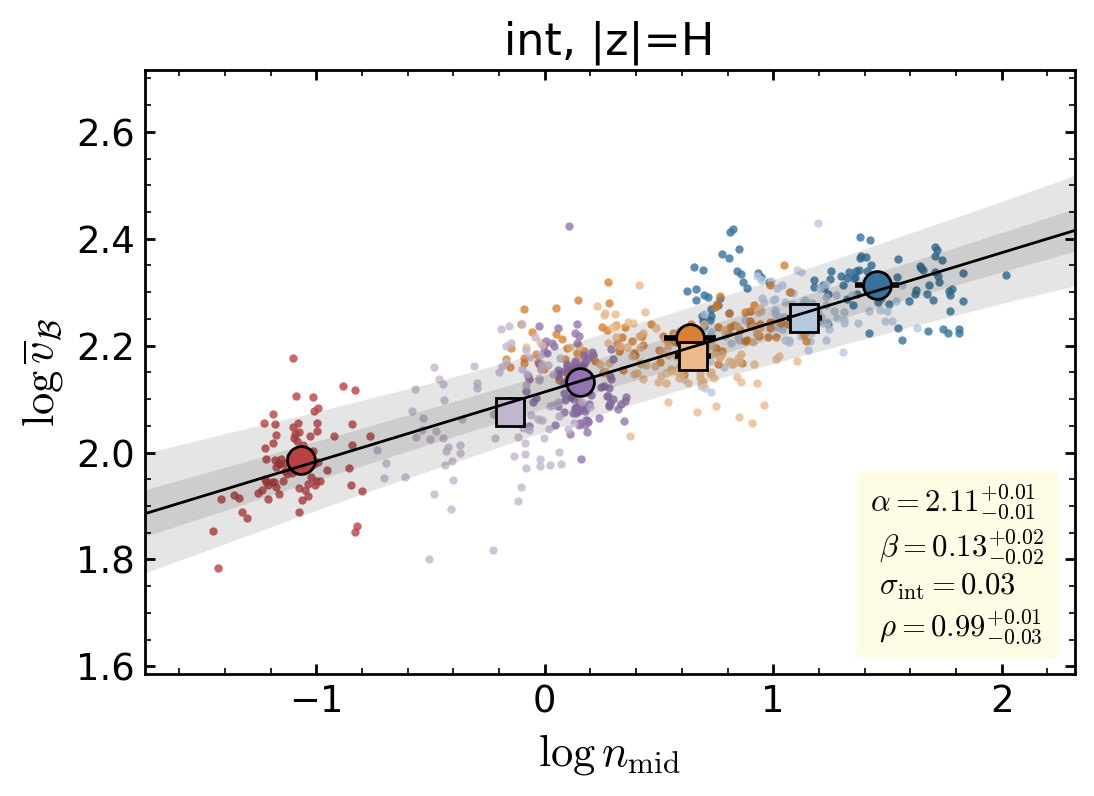 int, |z|=H
2.6
2.4
2.2
2.0
1.8
1.6
log v̅_ℬ
α = 2.11^{+0.01}_{−0.01}
β = 0.13^{+0.02}_{−0.02}
σ_int = 0.03
ρ = 0.99^{+0.01}_{−0.03}
−1 0 1 2
log n_mid